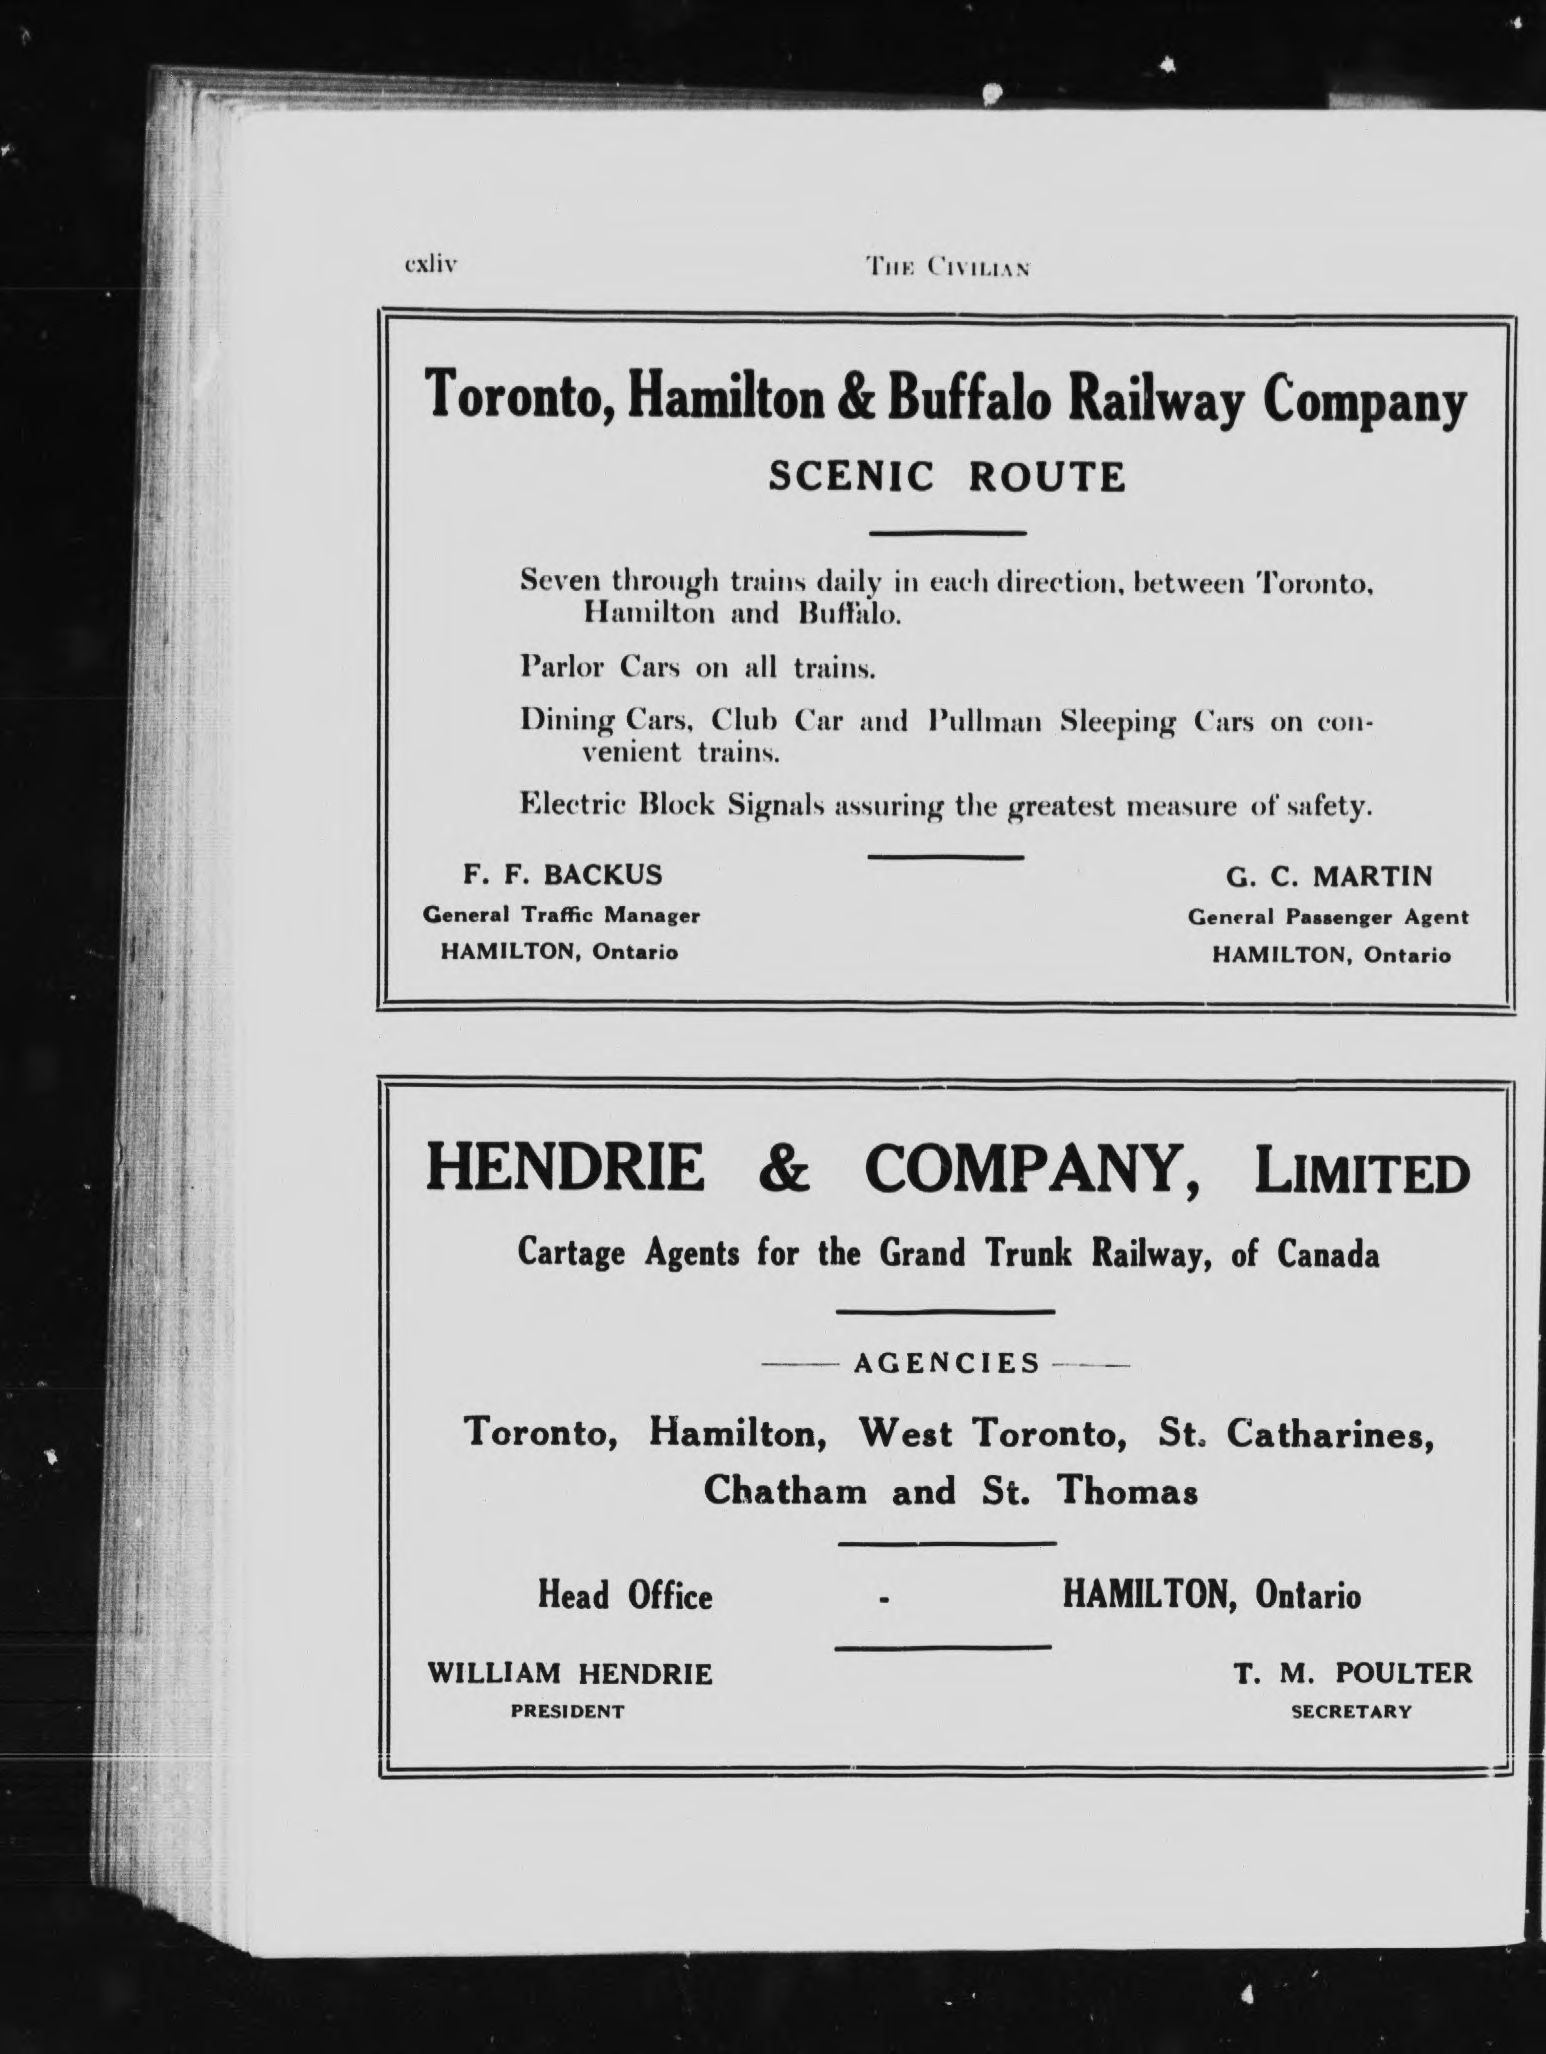 cxliv
THE CIVILIAN
Toronto, Hamilton & Buffalo Railway Company
SCENIC ROUTE
Seven through trains daily in each direction, between Toronto,
Hamilton and Buffalo.
Parlor Cars on all trains.
Dining Cars, Club Car and Pullman Sleeping Cars on con-
venient trains.
Electric Block Signals assuring the greatest measure of safety.
F. F. BACKUS
General Traffic Manager
HAMILTON, Ontario
G. C. MARTIN
General Passenger Agent
HAMILTON, Ontario
HENDRIE & COMPANY, LIMITED
Cartage Agents for the Grand Trunk Railway, of Canada
AGENCIES
Toronto, Hamilton, West Toronto, St. Catharines,
Chatham and St. Thomas
Head Office - HAMILTON, Ontario
WILLIAM HENDRIE
PRESIDENT
T. M. POULTER
SECRETARY